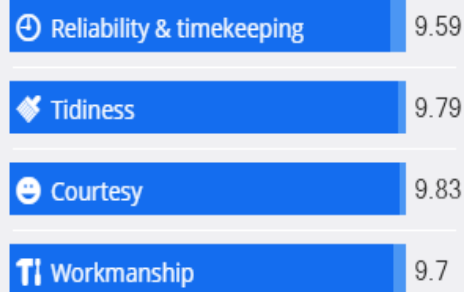 Reliability & timekeeping 9.59
Tidiness 9.79
Courtesy 9.83
Workmanship 9.7